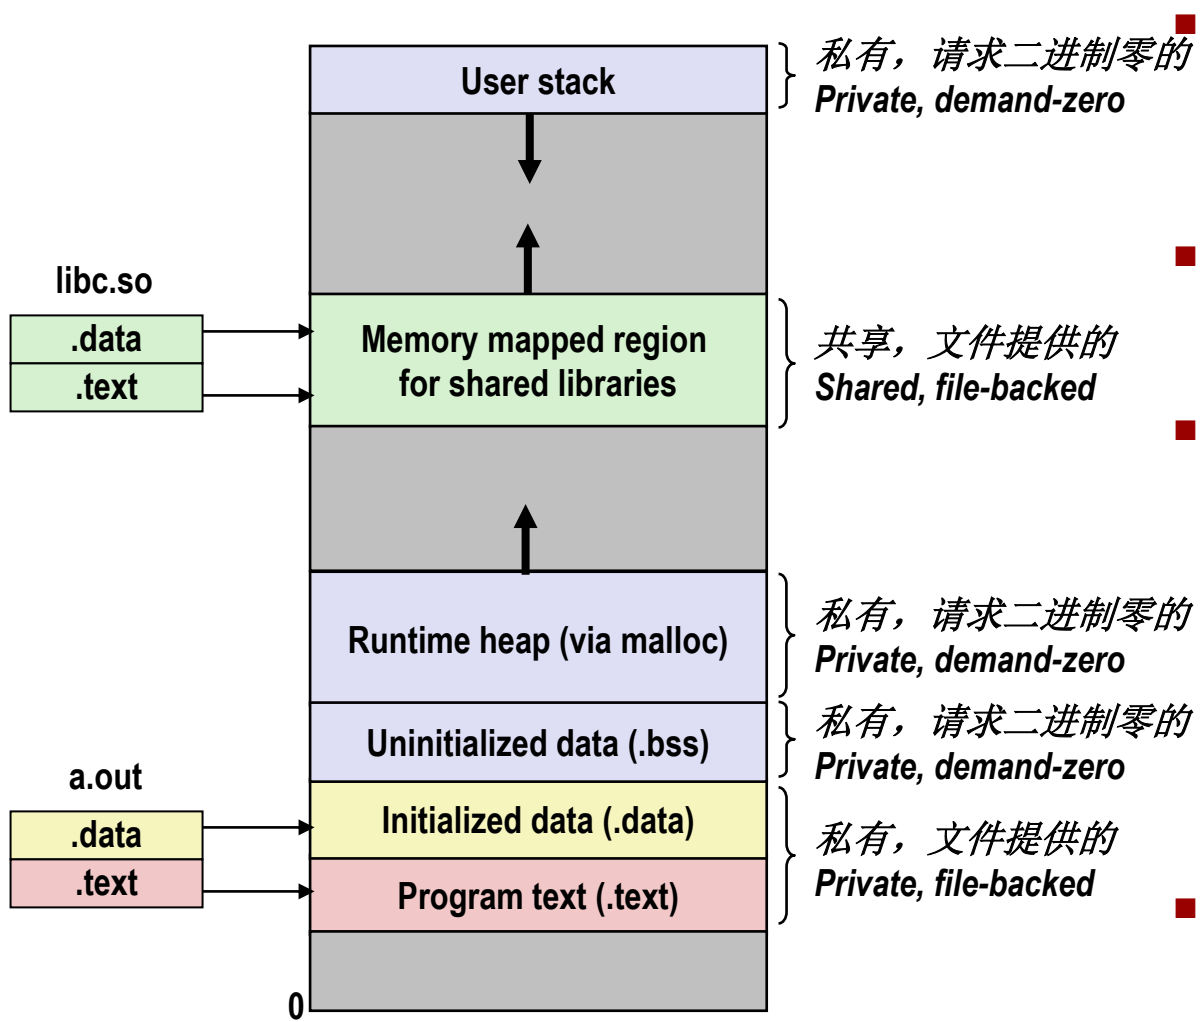 User stack
私有，请求二进制零的
Private, demand-zero
libc.so
.data
.text
Memory mapped region
for shared libraries
共享，文件提供的
Shared, file-backed
Runtime heap (via malloc)
私有，请求二进制零的
Private, demand-zero
Uninitialized data (.bss)
私有，请求二进制零的
Private, demand-zero
a.out
.data
.text
Initialized data (.data)
Program text (.text)
私有，文件提供的
Private, file-backed
0